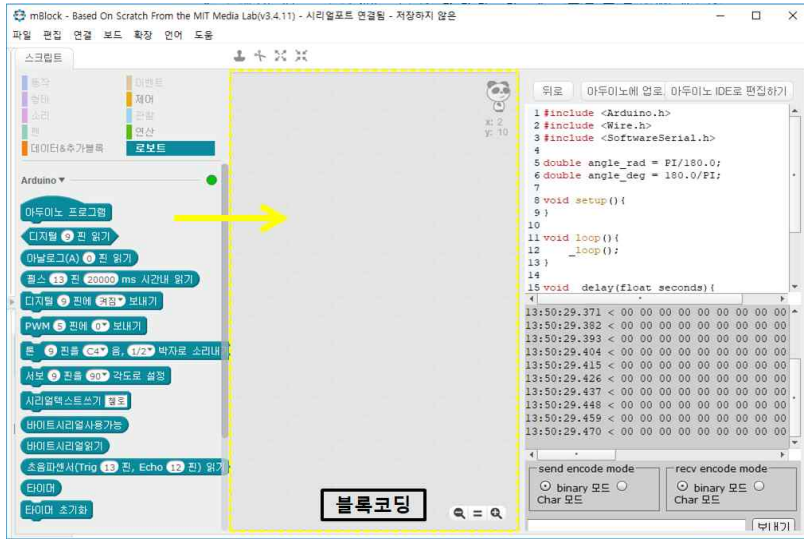 mBlock - Based On Scratch From the MIT Media Lab(v3.4.11) - 시리얼포트 연결됨 - 저장하지 않은
파일 편집 연결 보드 확장 언어 도움
스크립트
동작 이벤트
형태 제어
소리 관찰
펜 연산
데이터&추가블록 로보트
Arduino
아두이노 프로그램
디지털 9 핀 읽기
아날로그(A) 0 핀 읽기
펄스 13 핀 20000 ms 시간내 읽기
디지털 9 핀에 켜짐 보내기
PWM 5 핀에 0 보내기
톤 9 핀을 C4 음, 1/2 박자로 소리내
서보 9 핀을 90 각도로 설정
시리얼텍스트쓰기 헬로
바이트시리얼사용가능
바이트시리얼읽기
초음파센서(Trig 13 핀, Echo 12 핀) 읽기
타이머
타이머 초기화
x: 2
y: 10
블록코딩
뒤로 아두이노에 업로, 아두이노 IDE로 편집하기
1 #include <Arduino.h>
2 #include <Wire.h>
3 #include <SoftwareSerial.h>
4
5 double angle_rad = PI/180.0;
6 double angle_deg = 180.0/PI;
7
8 void setup(){
9 }
10
11 void loop(){
12 _loop();
13 }
14
15 void _delay(float seconds){
13:50:29.371 < 00 00 00 00 00 00 00 00
13:50:29.382 < 00 00 00 00 00 00 00 00
13:50:29.393 < 00 00 00 00 00 00 00 00
13:50:29.404 < 00 00 00 00 00 00 00 00
13:50:29.415 < 00 00 00 00 00 00 00 00
13:50:29.426 < 00 00 00 00 00 00 00 00
13:50:29.437 < 00 00 00 00 00 00 00 00
13:50:29.448 < 00 00 00 00 00 00 00 00
13:50:29.459 < 00 00 00 00 00 00 00 00
13:50:29.470 < 00 00 00 00 00 00 00 00
send encode mode recv encode mode
binary 모드 binary 모드
Char 모드 Char 모드
보내기